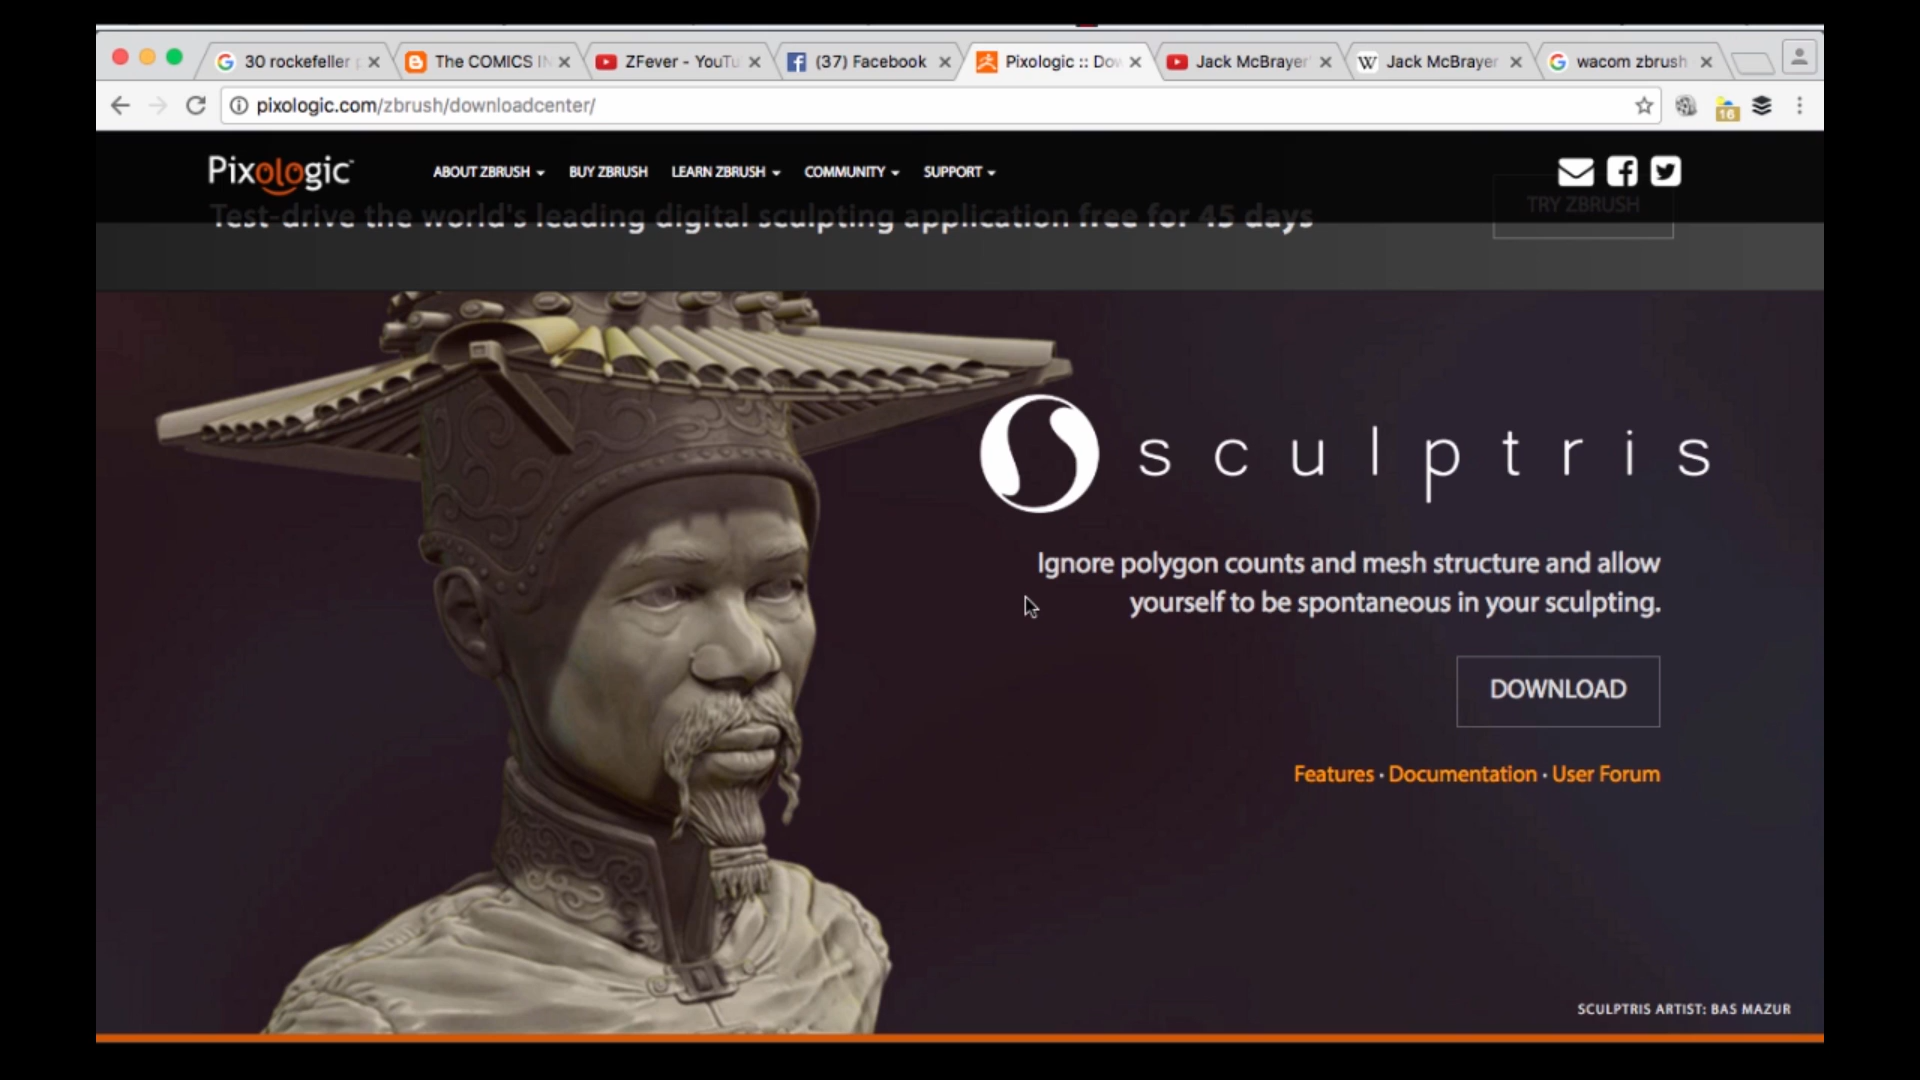 30 rockefeller p
The COMICS IN
ZFever - YouTu
(37) Facebook
Pixologic :: Dow
Jack McBrayer
Jack McBrayer
wacom zbrush
pixologic.com/zbrush/downloadcenter/
16
Pixologic
ABOUT ZBRUSH
BUY ZBRUSH
LEARN ZBRUSH
COMMUNITY
SUPPORT
TRY ZBRUSH
Test-drive the world's leading digital sculpting application free for 45 days
sculptris
Ignore polygon counts and mesh structure and allow
yourself to be spontaneous in your sculpting.
DOWNLOAD
Features · Documentation · User Forum
SCULPTRIS ARTIST: BAS MAZUR